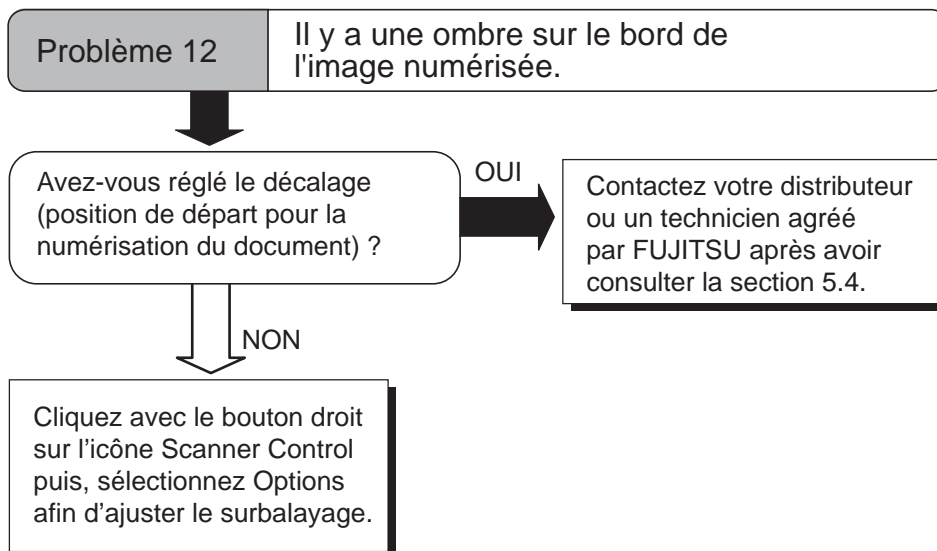 Problème 12
Il y a une ombre sur le bord de
l'image numérisée.
Avez-vous réglé le décalage
(position de départ pour la
numérisation du document) ?
OUI
Contactez votre distributeur
ou un technicien agréé
par FUJITSU après avoir
consulter la section 5.4.
NON
Cliquez avec le bouton droit
sur l’icône Scanner Control
puis, sélectionnez Options
afin d’ajuster le surbalayage.